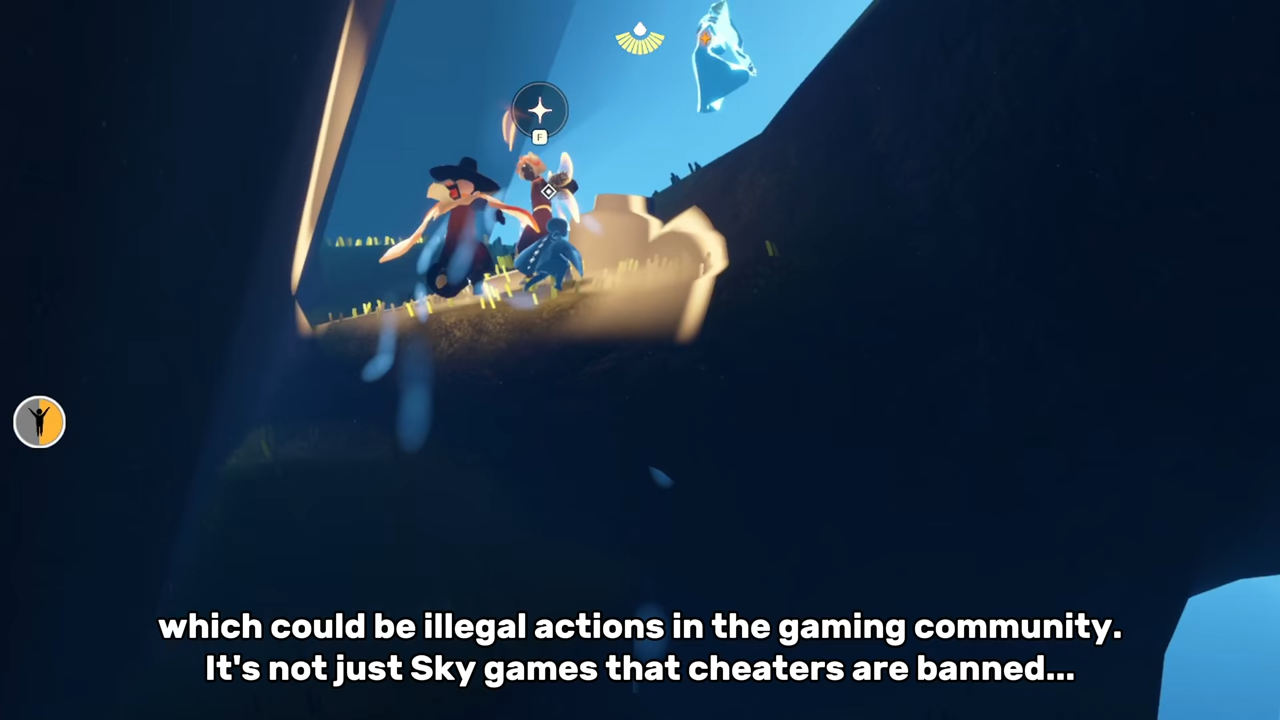 F
which could be illegal actions in the gaming community.
It's not just Sky games that cheaters are banned...